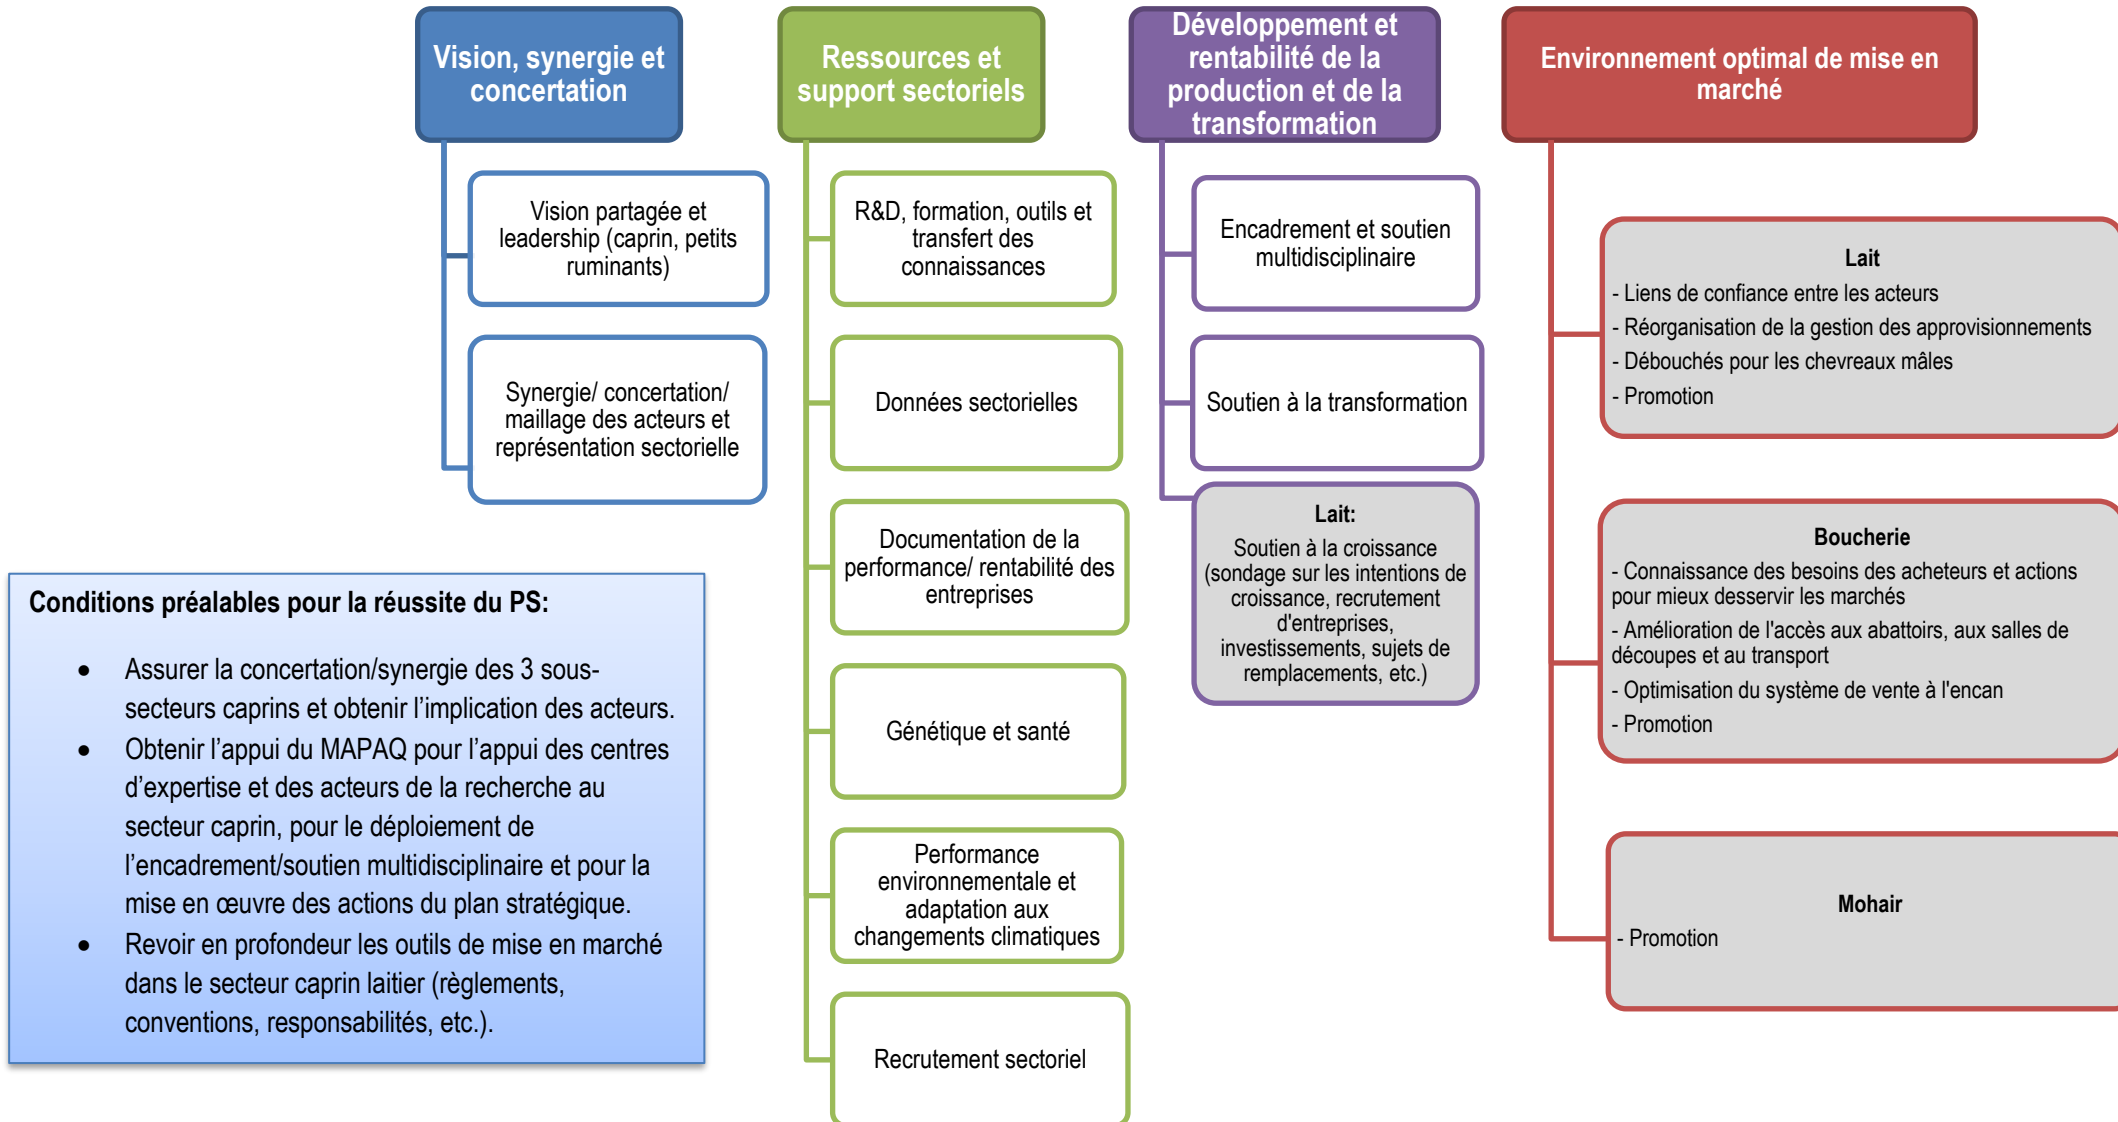 Vision, synergie et
concertation
Vision partagée et
leadership (caprin, petits
ruminants)
Synergie/ concertation/
maillage des acteurs et
représentation sectorielle
Ressources et
support sectoriels
R&D, formation, outils et
transfert des
connaissances
Données sectorielles
Documentation de la
performance/ rentabilité des
entreprises
Génétique et santé
Performance
environnementale et
adaptation aux
changements climatiques
Recrutement sectoriel
Développement et
rentabilité de la
production et de la
transformation
Encadrement et soutien
multidisciplinaire
Soutien à la transformation
Lait:
Soutien à la croissance
(sondage sur les intentions de
croissance, recrutement
d'entreprises,
investissements, sujets de
remplacements, etc.)
Environnement optimal de mise en
marché
Lait
- Liens de confiance entre les acteurs
- Réorganisation de la gestion des approvisionnements
- Débouchés pour les chevreaux mâles
- Promotion
Boucherie
- Connaissance des besoins des acheteurs et actions
pour mieux desservir les marchés
- Amélioration de l'accès aux abattoirs, aux salles de
découpes et au transport
- Optimisation du système de vente à l'encan
- Promotion
Mohair
- Promotion
Conditions préalables pour la réussite du PS:
• Assurer la concertation/synergie des 3 sous-
secteurs caprins et obtenir l’implication des acteurs.
• Obtenir l’appui du MAPAQ pour l’appui des centres
d’expertise et des acteurs de la recherche au
secteur caprin, pour le déploiement de
l’encadrement/soutien multidisciplinaire et pour la
mise en œuvre des actions du plan stratégique.
• Revoir en profondeur les outils de mise en marché
dans le secteur caprin laitier (règlements,
conventions, responsabilités, etc.).